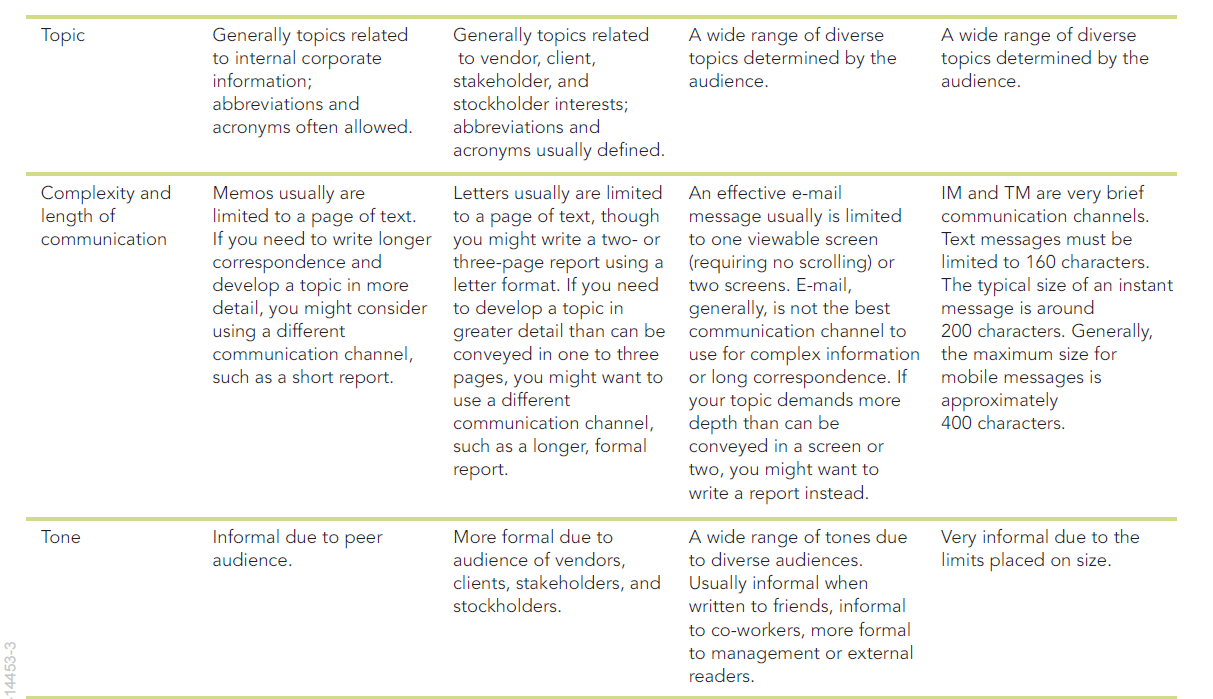 Topic
Generally topics related
to internal corporate
information;
abbreviations and
acronyms often allowed.
Generally topics related
to vendor, client,
stakeholder, and
stockholder interests;
abbreviations and
acronyms usually defined.
A wide range of diverse
topics determined by the
audience.
A wide range of diverse
topics determined by the
audience.
Complexity and
length of
communication
Memos usually are
limited to a page of text.
If you need to write longer
correspondence and
develop a topic in more
detail, you might consider
using a different
communication channel,
such as a short report.
Letters usually are limited
to a page of text, though
you might write a two- or
three-page report using a
letter format. If you need
to develop a topic in
greater detail than can be
conveyed in one to three
pages, you might want to
use a different
communication channel,
such as a longer, formal
report.
An effective e-mail
message usually is limited
to one viewable screen
(requiring no scrolling) or
two screens. E-mail,
generally, is not the best
communication channel to
use for complex information
or long correspondence. If
your topic demands more
depth than can be
conveyed in a screen or
two, you might want to
write a report instead.
IM and TM are very brief
communication channels.
Text messages must be
limited to 160 characters.
The typical size of an instant
message is around
200 characters. Generally,
the maximum size for
mobile messages is
approximately
400 characters.
Tone
Informal due to peer
audience.
More formal due to
audience of vendors,
clients, stakeholders, and
stockholders.
A wide range of tones due
to diverse audiences.
Usually informal when
written to friends, informal
to co-workers, more formal
to management or external
readers.
Very informal due to the
limits placed on size.
-14453-3